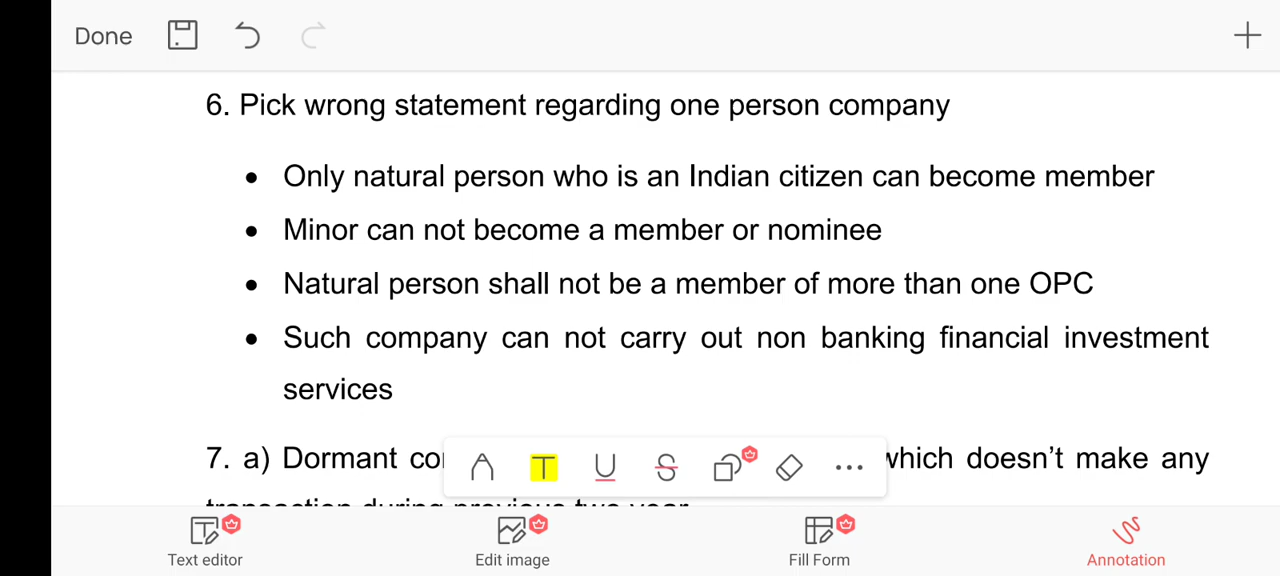 Done
6. Pick wrong statement regarding one person company
• Only natural person who is an Indian citizen can become member
• Minor can not become a member or nominee
• Natural person shall not be a member of more than one OPC
• Such company can not carry out non banking financial investment
services
7. a) Dormant which doesn’t make any
T U S
Text editor Edit image Fill Form Annotation